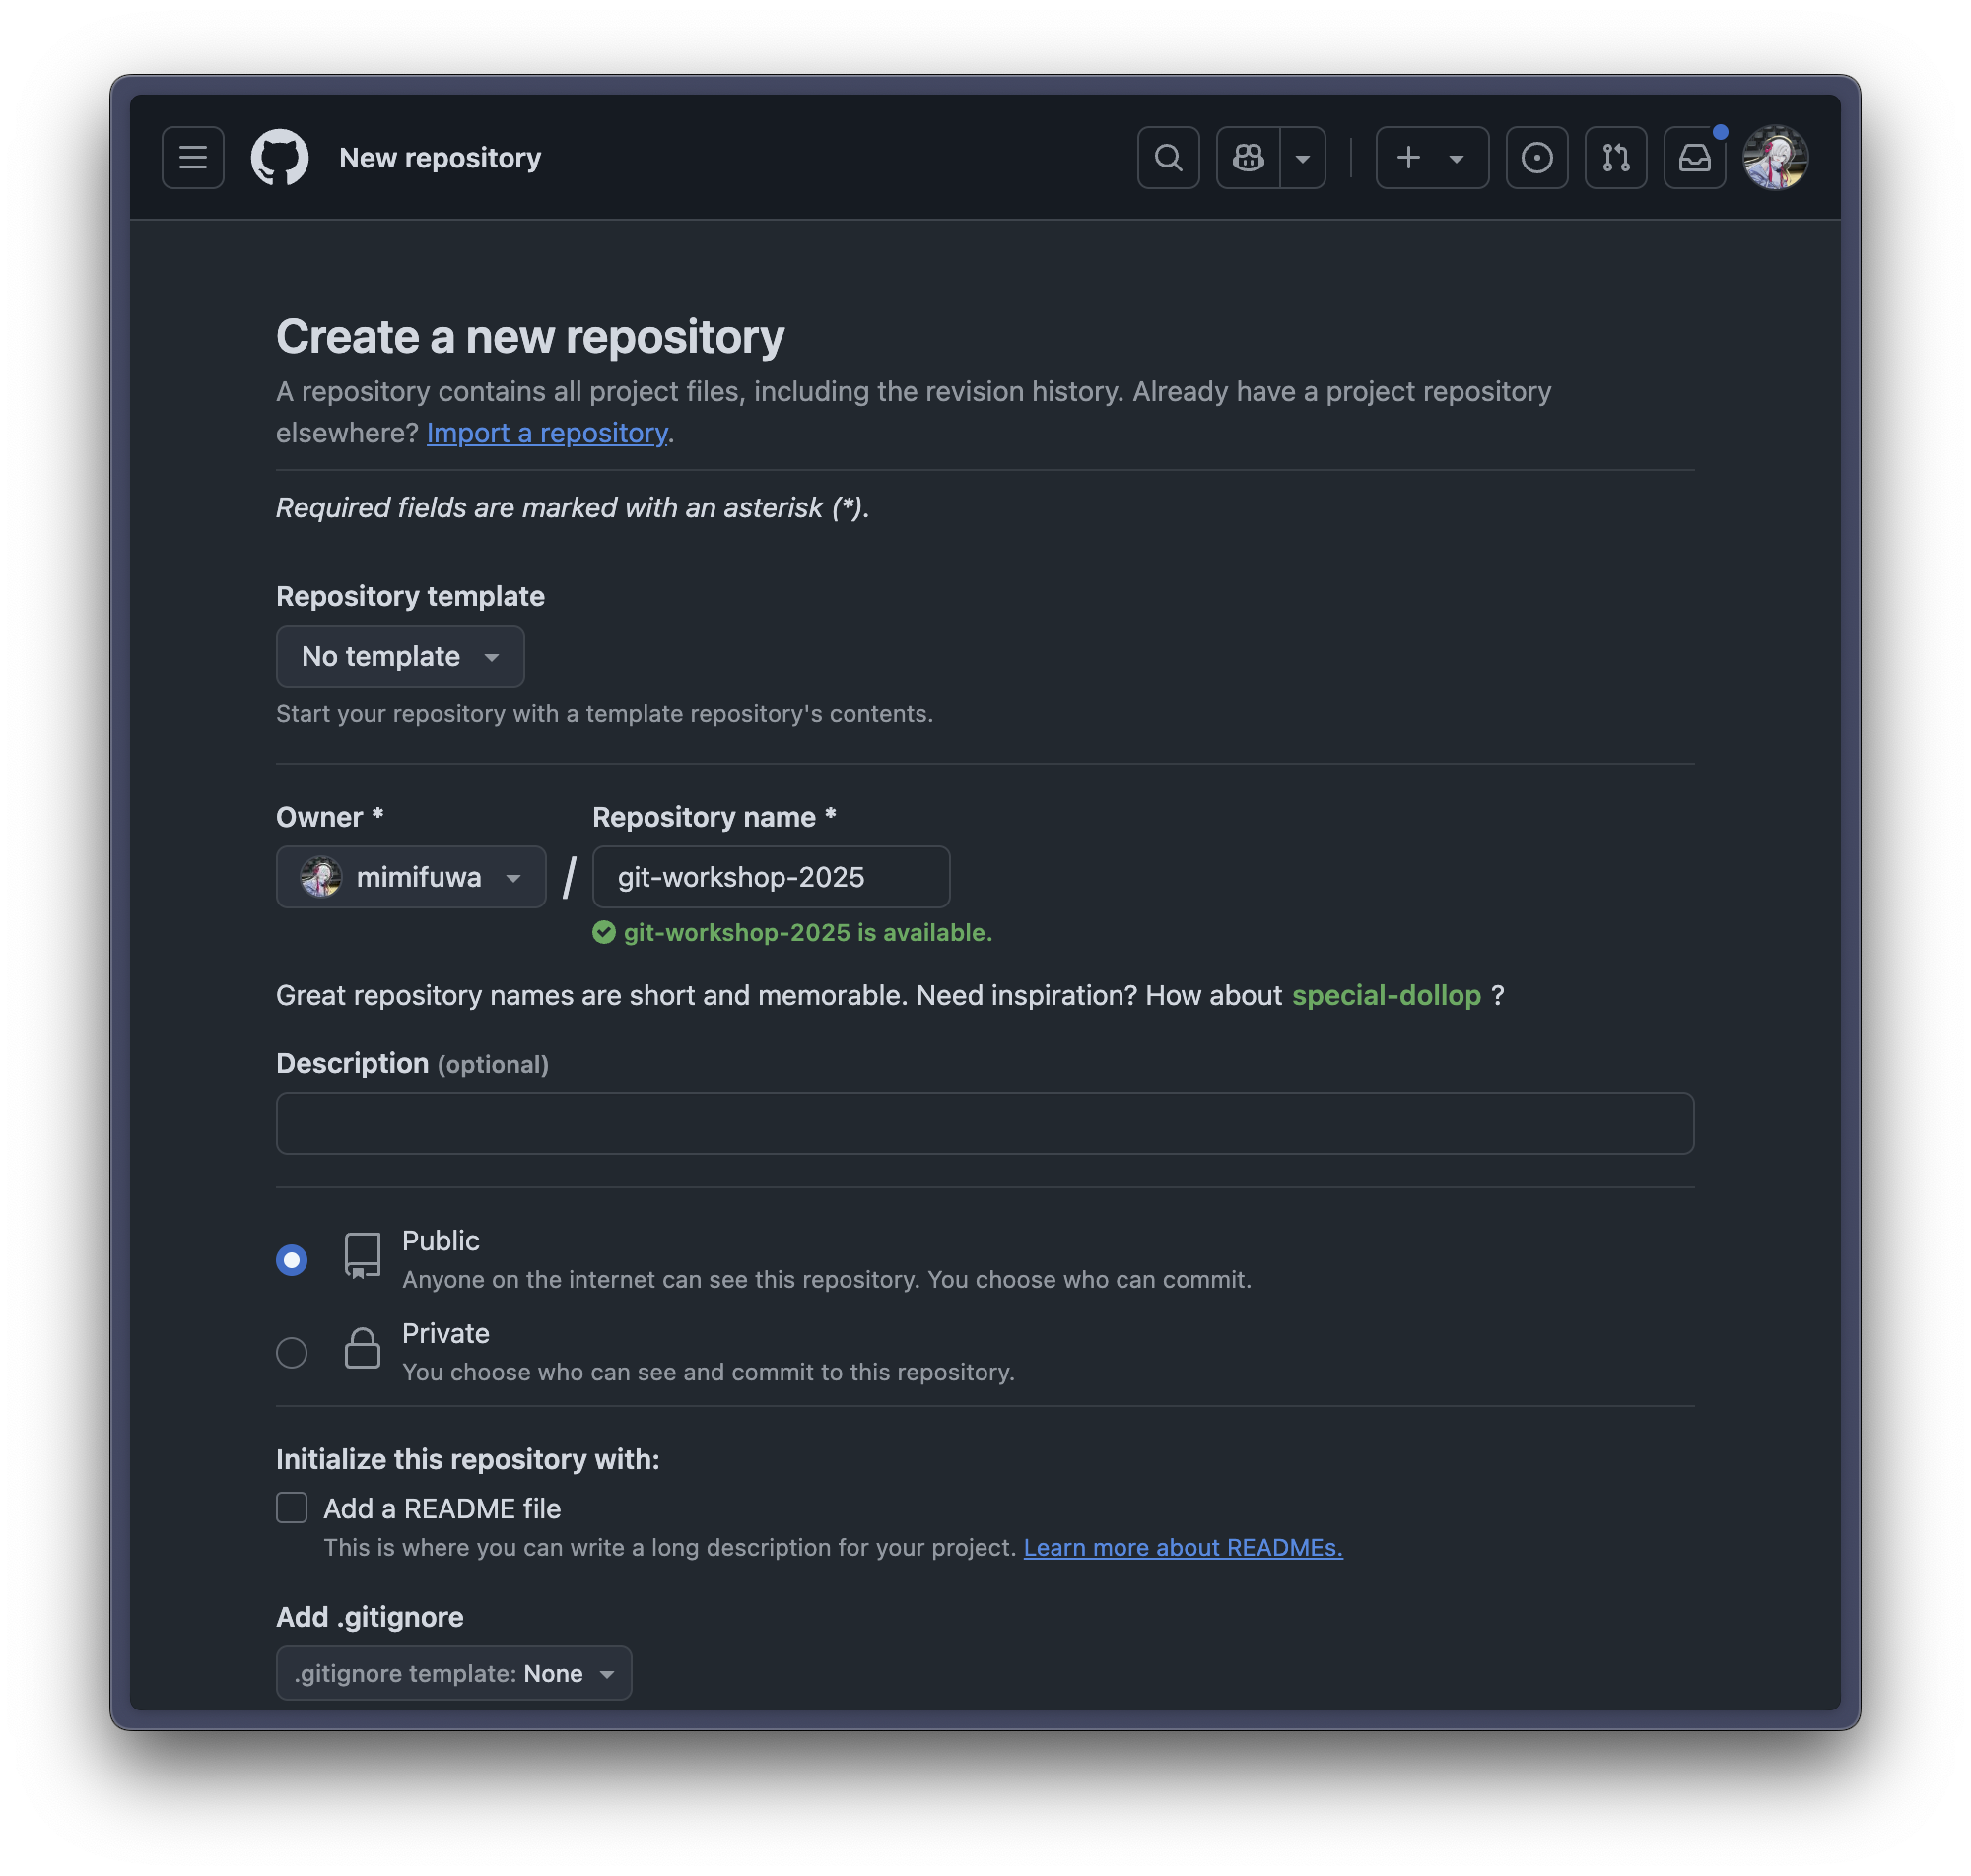 New repository
Create a new repository
A repository contains all project files, including the revision history. Already have a project repository
elsewhere? Import a repository.
Required fields are marked with an asterisk (*).
Repository template
No template
Start your repository with a template repository's contents.
Owner *
Repository name *
mimifuwa
/
git-workshop-2025
git-workshop-2025 is available.
Great repository names are short and memorable. Need inspiration? How about special-dollop ?
Description (optional)
Public
Anyone on the internet can see this repository. You choose who can commit.
Private
You choose who can see and commit to this repository.
Initialize this repository with:
Add a README file
This is where you can write a long description for your project. Learn more about READMEs.
Add .gitignore
.gitignore template: None